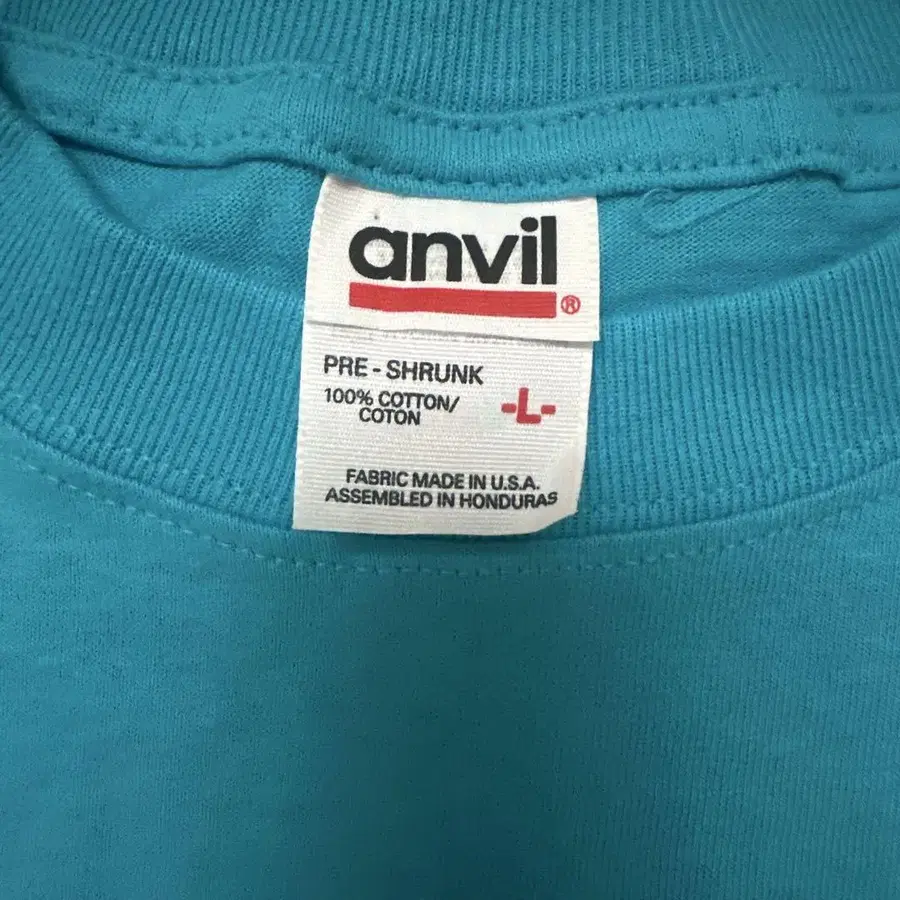 anvil®
PRE - SHRUNK
100% COTTON/
COTON
-L-
FABRIC MADE IN U.S.A.
ASSEMBLED IN HONDURAS